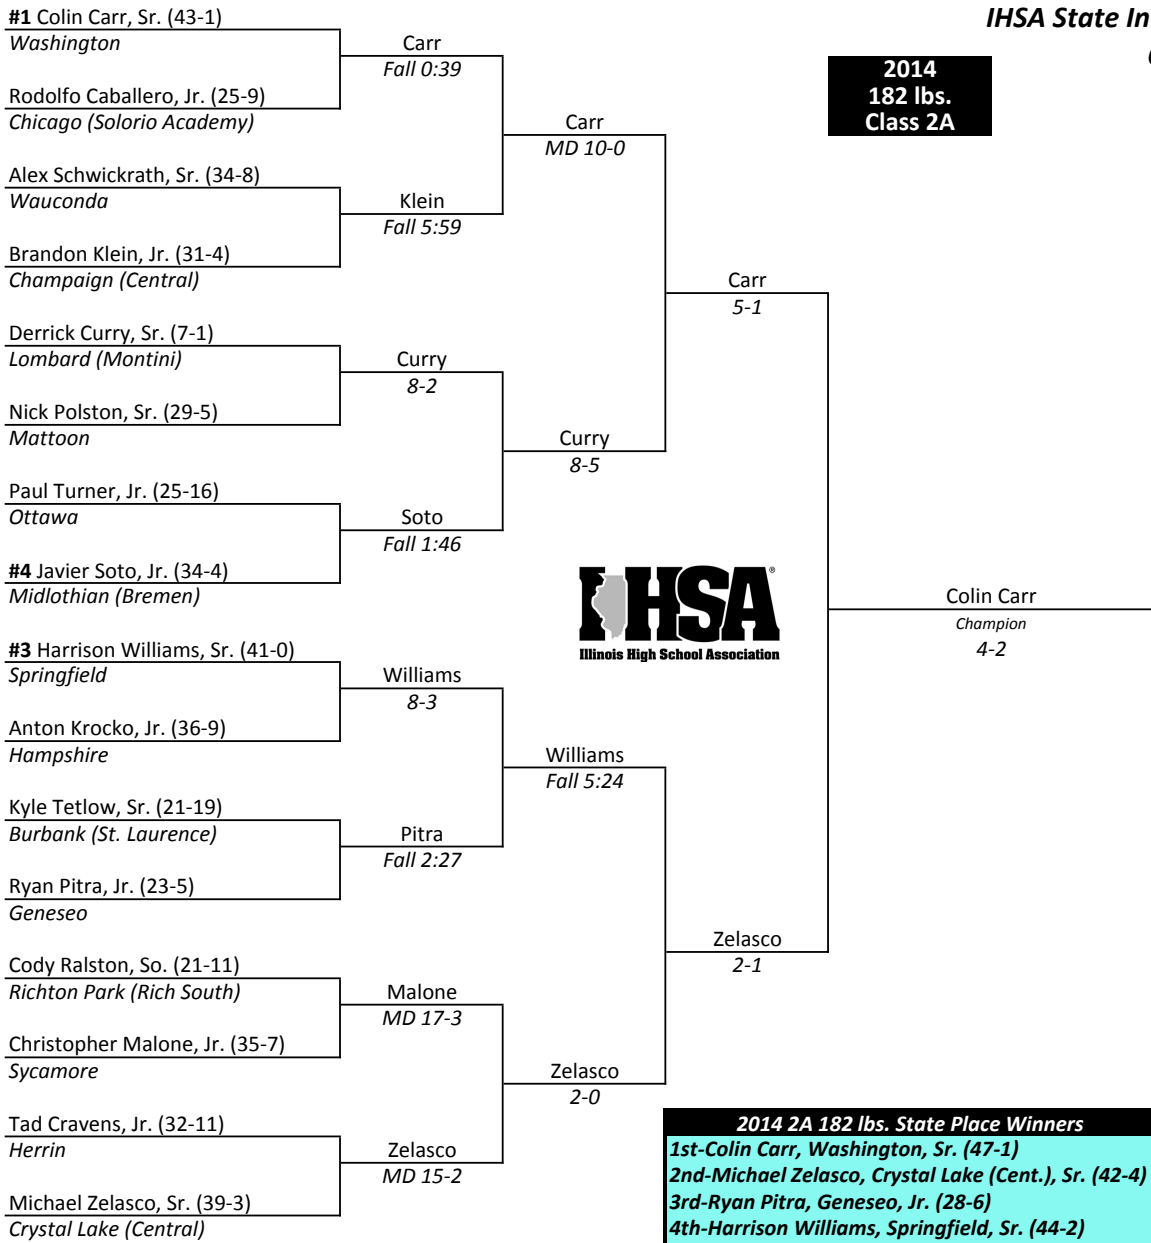 IHSA State In
2014
182 lbs.
Class 2A
#1 Colin Carr, Sr. (43-1)
Washington
Rodolfo Caballero, Jr. (25-9)
Chicago (Solorio Academy)
Alex Schwickrath, Sr. (34-8)
Wauconda
Brandon Klein, Jr. (31-4)
Champaign (Central)
Derrick Curry, Sr. (7-1)
Lombard (Montini)
Nick Polston, Sr. (29-5)
Mattoon
Paul Turner, Jr. (25-16)
Ottawa
#4 Javier Soto, Jr. (34-4)
Midlothian (Bremen)
#3 Harrison Williams, Sr. (41-0)
Springfield
Anton Krocko, Jr. (36-9)
Hampshire
Kyle Tetlow, Sr. (21-19)
Burbank (St. Laurence)
Ryan Pitra, Jr. (23-5)
Geneseo
Cody Ralston, So. (21-11)
Richton Park (Rich South)
Christopher Malone, Jr. (35-7)
Sycamore
Tad Cravens, Jr. (32-11)
Herrin
Michael Zelasco, Sr. (39-3)
Crystal Lake (Central)
Carr
Fall 0:39
Klein
Fall 5:59
Curry
8-2
Soto
Fall 1:46
Williams
8-3
Pitra
Fall 2:27
Malone
MD 17-3
Zelasco
MD 15-2
Carr
MD 10-0
Curry
8-5
Williams
Fall 5:24
Zelasco
2-0
Carr
5-1
Zelasco
2-1
Colin Carr
Champion
4-2
IHSA®
Illinois High School Association
2014 2A 182 lbs. State Place Winners
1st-Colin Carr, Washington, Sr. (47-1)
2nd-Michael Zelasco, Crystal Lake (Cent.), Sr. (42-4)
3rd-Ryan Pitra, Geneseo, Jr. (28-6)
4th-Harrison Williams, Springfield, Sr. (44-2)